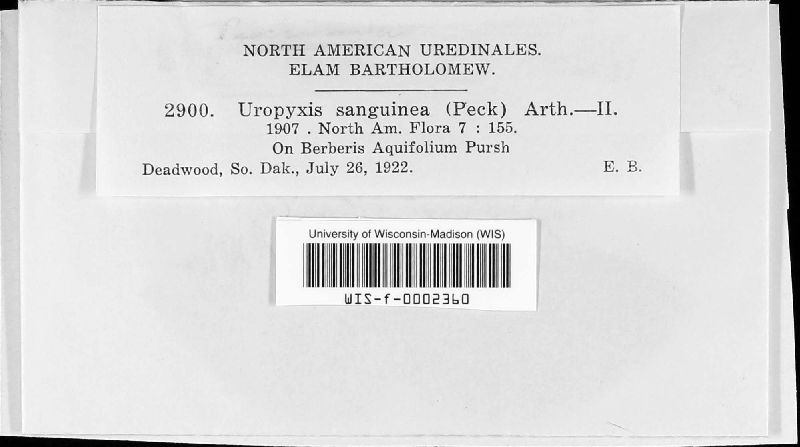 NORTH AMERICAN UREDINALES.
ELAM BARTHOLOMEW.
2900. Uropyxis sanguinea (Peck) Arth.—II.
1907 . North Am. Flora 7 : 155.
On Berberis Aquifolium Pursh
Deadwood, So. Dak., July 26, 1922. E. B.
University of Wisconsin-Madison (WIS)
WIS-f-0002360